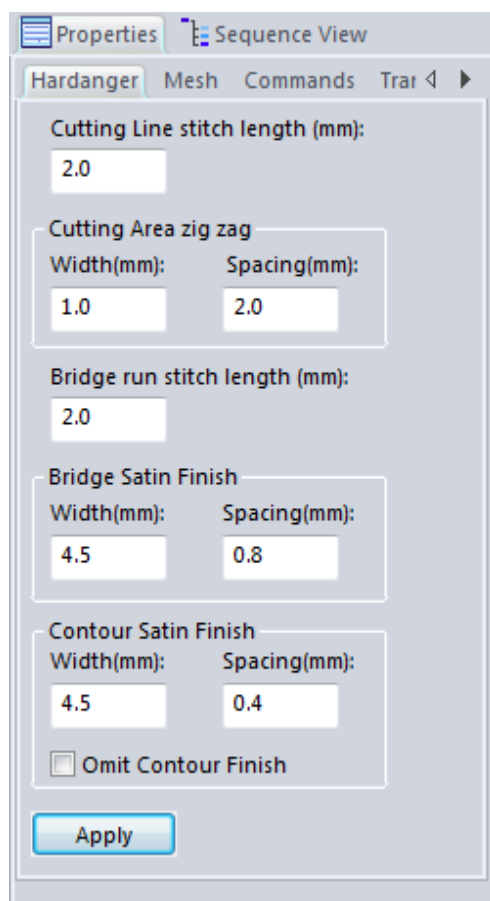 Properties Sequence View
Hardanger Mesh Commands Trar
Cutting Line stitch length (mm):
2.0
Cutting Area zig zag
Width(mm): Spacing(mm):
1.0 2.0
Bridge run stitch length (mm):
2.0
Bridge Satin Finish
Width(mm): Spacing(mm):
4.5 0.8
Contour Satin Finish
Width(mm): Spacing(mm):
4.5 0.4
Omit Contour Finish
Apply